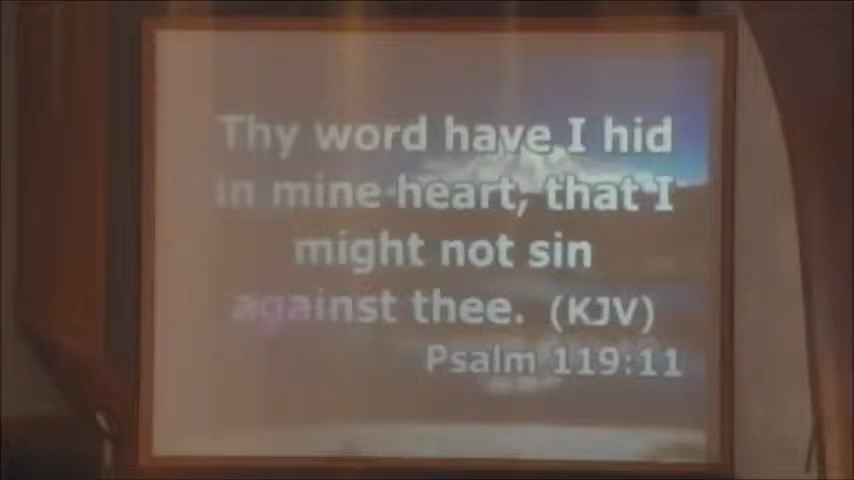 Thy word have I hid
in mine heart, that I
might not sin
against thee. (KJV)
Psalm 119:11